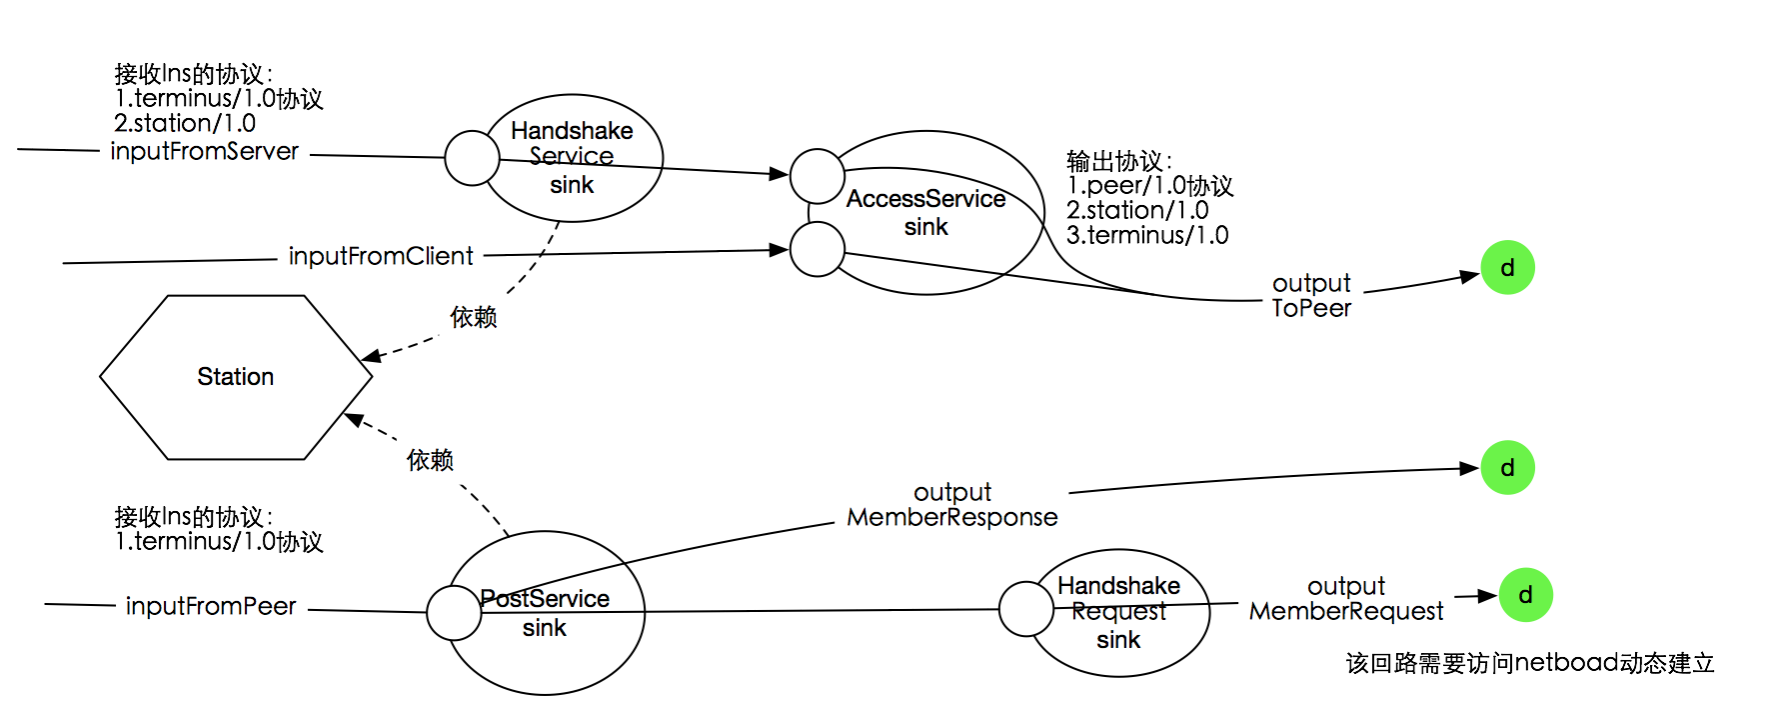 接收lns的协议：
1.terminus/1.0协议
2.station/1.0
inputFromServer
Handshake
Service
sink
AccessService
sink
输出协议：
1.peer/1.0协议
2.station/1.0
3.terminus/1.0
inputFromClient
output
ToPeer
d
依赖
Station
依赖
output
MemberResponse
d
接收lns的协议：
1.terminus/1.0协议
inputFromPeer
PostService
sink
Handshake
Request
sink
output
MemberRequest
d
该回路需要访问netboad动态建立